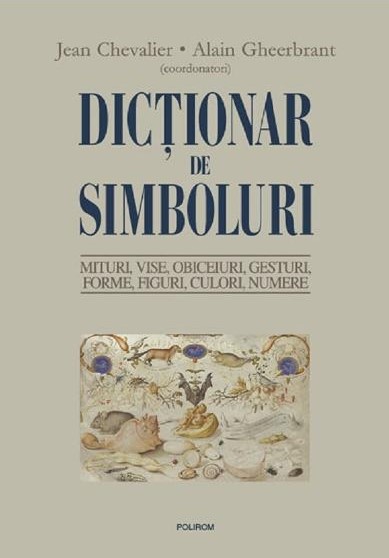 Jean Chevalier • Alain Gheerbrant
(coordonatori)
DICȚIONAR
DE
SIMBOLURI
MITURI, VISE, OBICEIURI, GESTURI,
FORME, FIGURI, CULORI, NUMERE
POLIROM